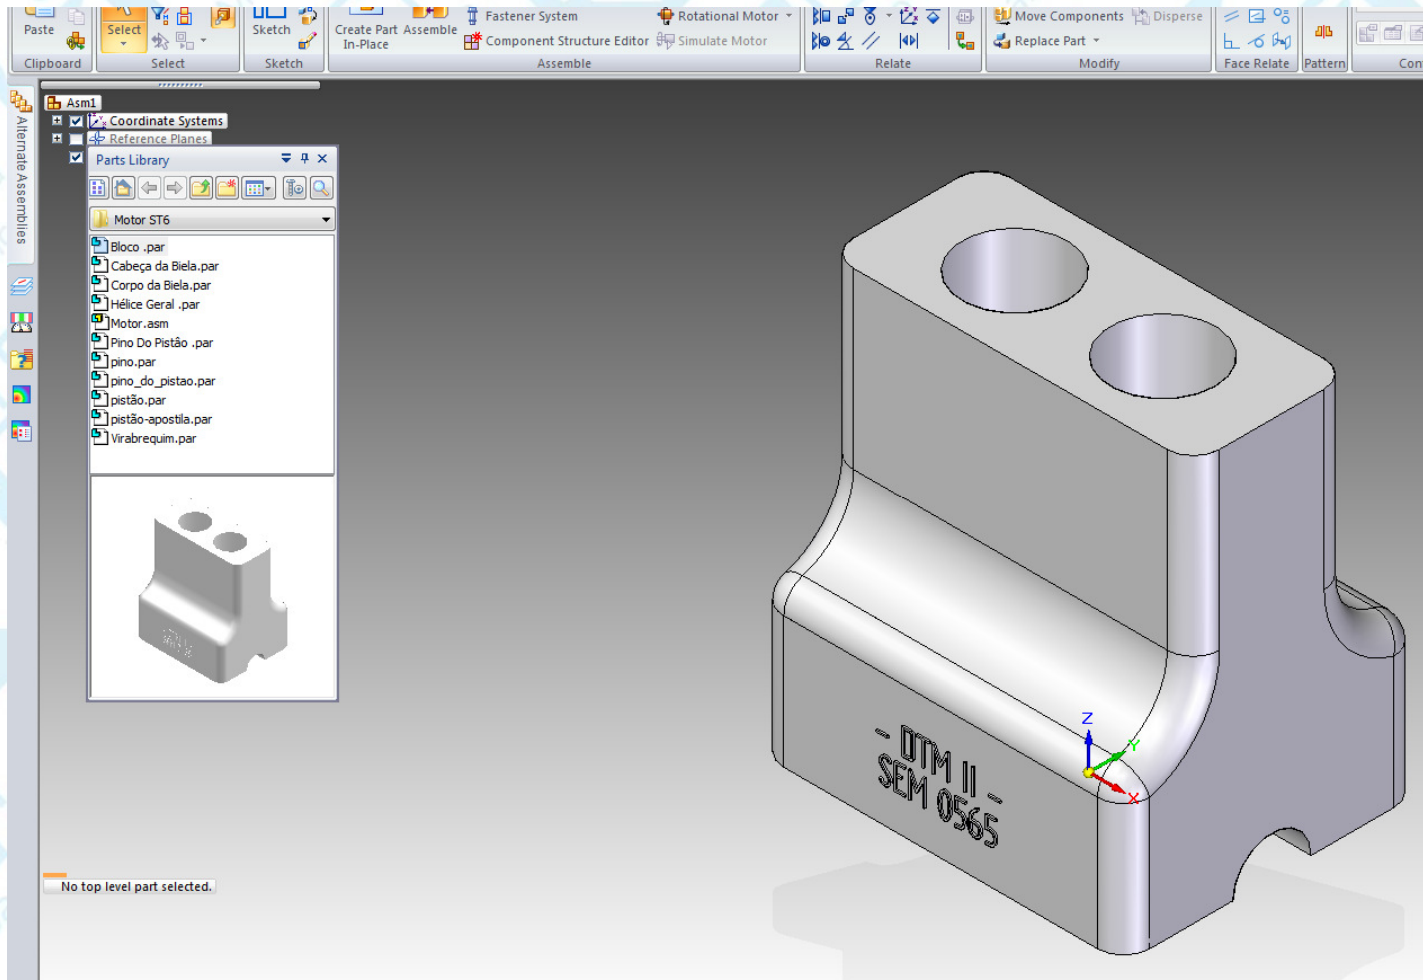 Paste
Select
Sketch
Create Part
In-Place
Assemble
Fastener System
Component Structure Editor
Rotational Motor
Simulate Motor
Move Components
Disperse
Replace Part
Clipboard
Select
Sketch
Assemble
Relate
Modify
Face Relate
Pattern
Con
Alternate Assemblies
Asm1
Coordinate Systems
Reference Planes
Parts Library
Motor ST6
Bloco .par
Cabeça da Biela.par
Corpo da Biela.par
Hélice Geral .par
Motor.asm
Pino Do Pistâo .par
pino.par
pino_do_pistao.par
pistão.par
pistão-apostila.par
Virabrequim.par
Z
Y
X
- DTM II -
SEM 0565
No top level part selected.